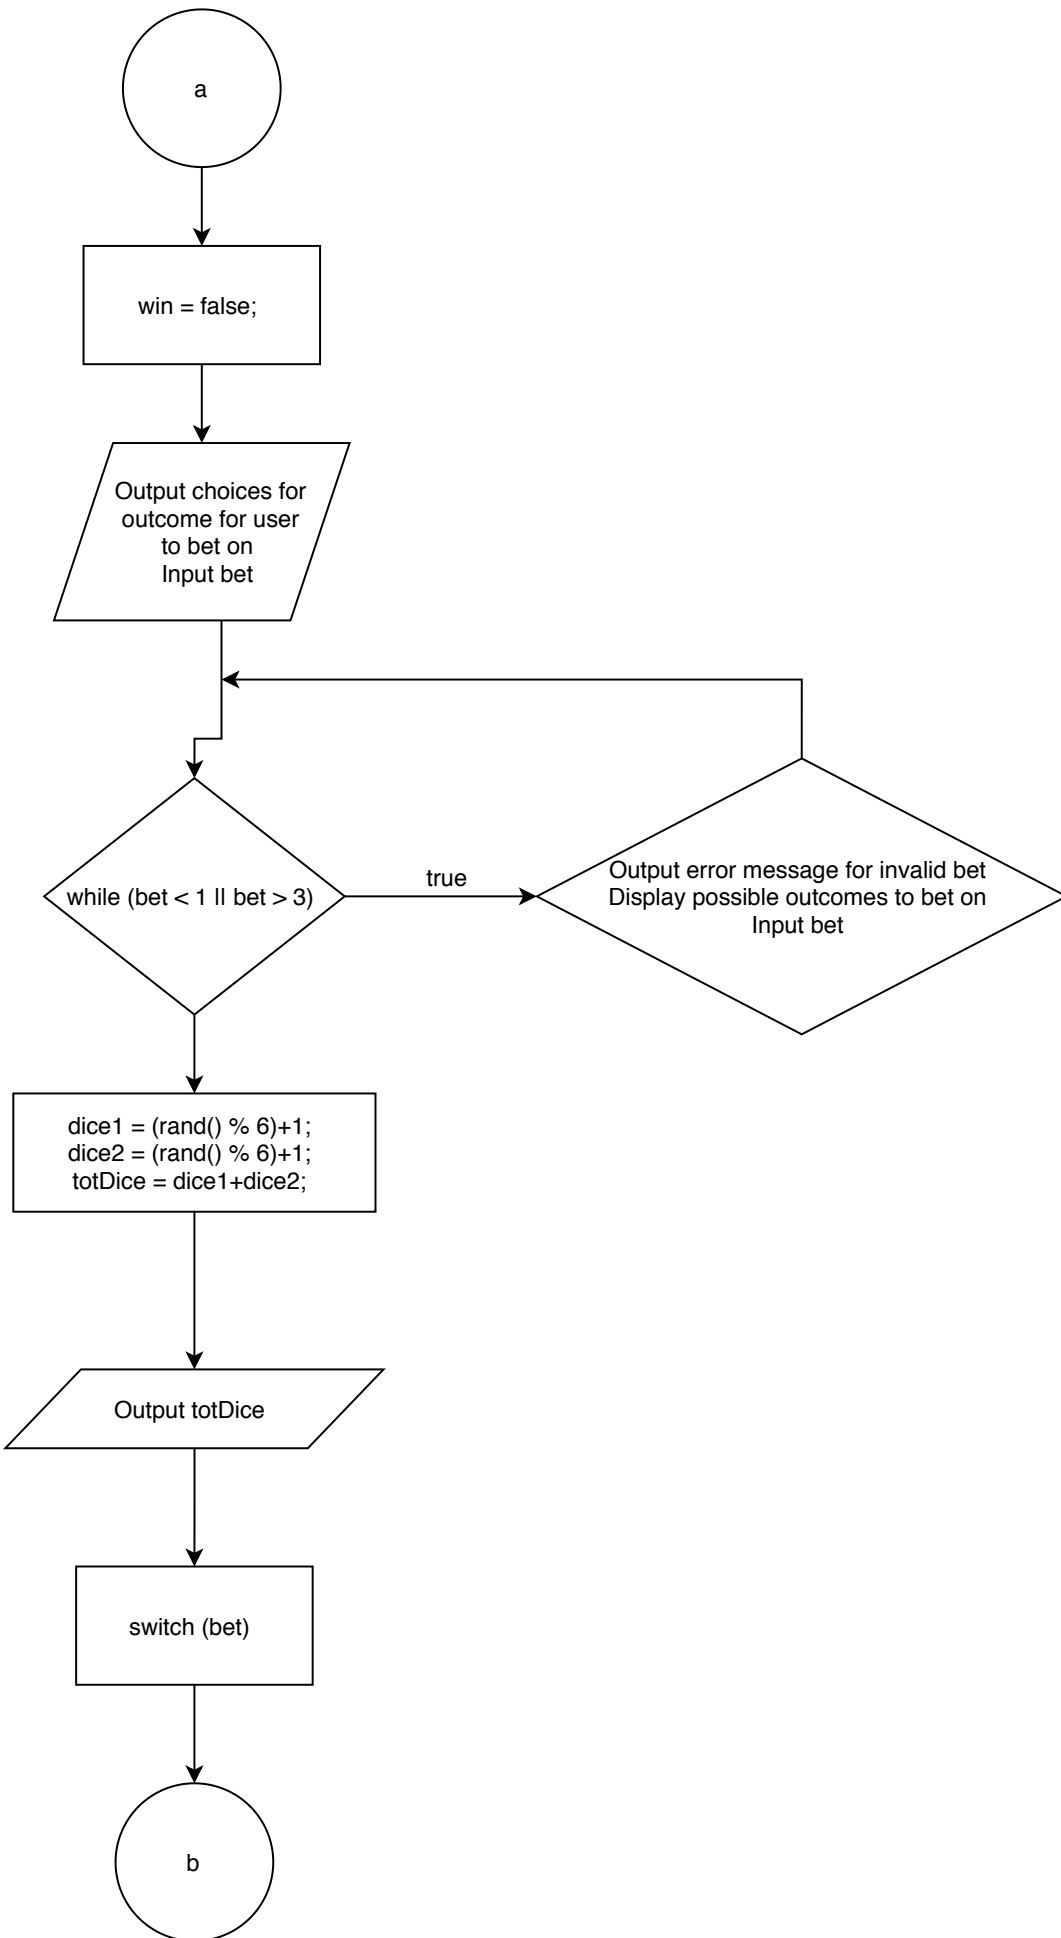 a
win = false;
Output choices for
outcome for user
to bet on
Input bet
while (bet < 1 || bet > 3)
true
Output error message for invalid bet
Display possible outcomes to bet on
Input bet
dice1 = (rand() % 6)+1;
dice2 = (rand() % 6)+1;
totDice = dice1+dice2;
Output totDice
switch (bet)
b